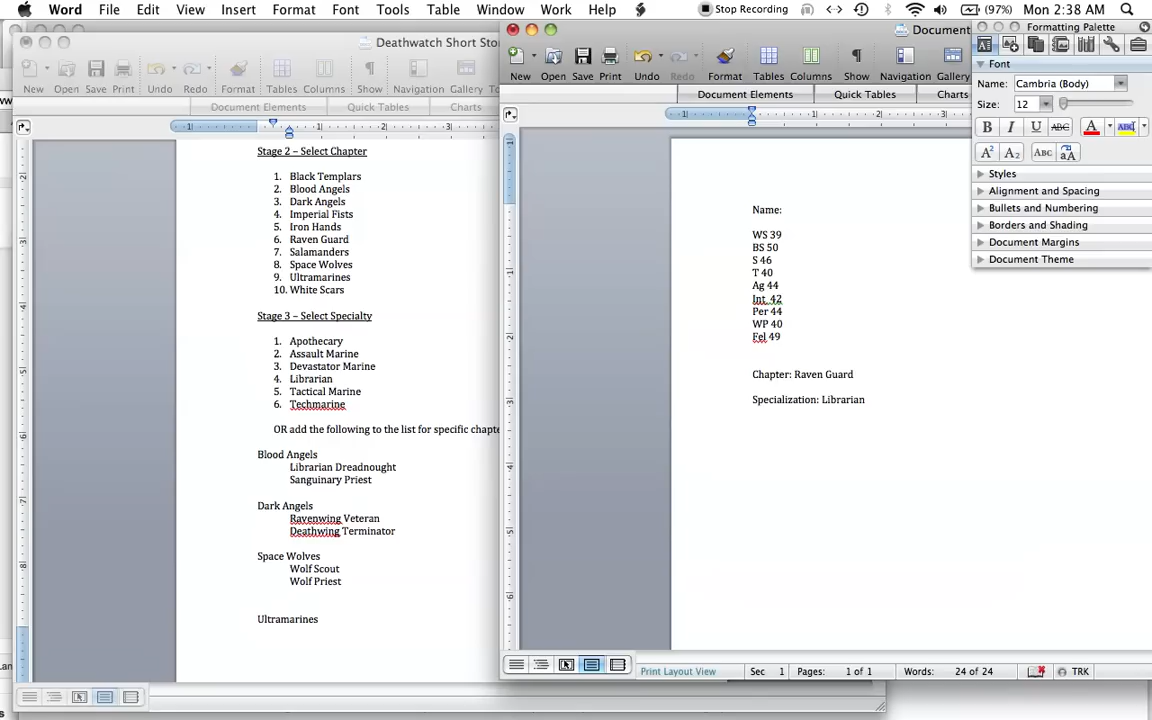 Word File Edit View Insert Format Font Tools Table Window Work Help Stop Recording (97%) Mon 2:38 AM
Deathwatch Short Sto
New Open Save Print Undo Redo Format Tables Columns Show Navigation Gallery
Document Elements Quick Tables Charts
Stage 2 – Select Chapter
1. Black Templars
2. Blood Angels
3. Dark Angels
4. Imperial Fists
5. Iron Hands
6. Raven Guard
7. Salamanders
8. Space Wolves
9. Ultramarines
10. White Scars
Stage 3 – Select Specialty
1. Apothecary
2. Assault Marine
3. Devastator Marine
4. Librarian
5. Tactical Marine
6. Techmarine
OR add the following to the list for specific chapte
Blood Angels
Librarian Dreadnought
Sanguinary Priest
Dark Angels
Ravenwing Veteran
Deathwing Terminator
Space Wolves
Wolf Scout
Wolf Priest
Ultramarines
Document
New Open Save Print Undo Redo Format Tables Columns Show Navigation Gallery
Document Elements Quick Tables Charts
Name:
WS 39
BS 50
S 46
T 40
Ag 44
Int 42
Per 44
WP 40
Fel 49
Chapter: Raven Guard
Specialization: Librarian
Print Layout View Sec 1 Pages: 1 of 1 Words: 24 of 24 TRK
Formatting Palette
Font
Name: Cambria (Body)
Size: 12
B I U ABC A ABC
A² A₂ Abc aA
Styles
Alignment and Spacing
Bullets and Numbering
Borders and Shading
Document Margins
Document Theme